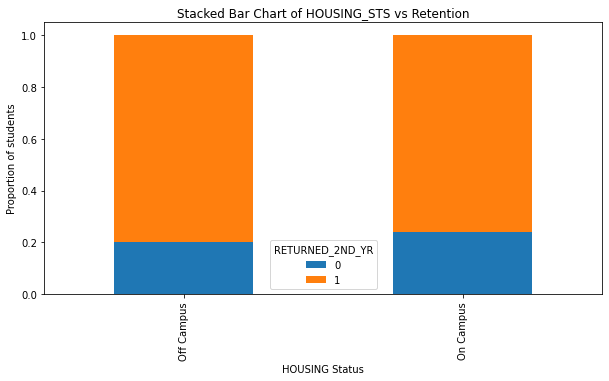 Stacked Bar Chart of HOUSING_STS vs Retention
Proportion of students
1.0
0.8
0.6
0.4
0.2
0.0
RETURNED_2ND_YR
0
1
Off Campus
On Campus
HOUSING Status